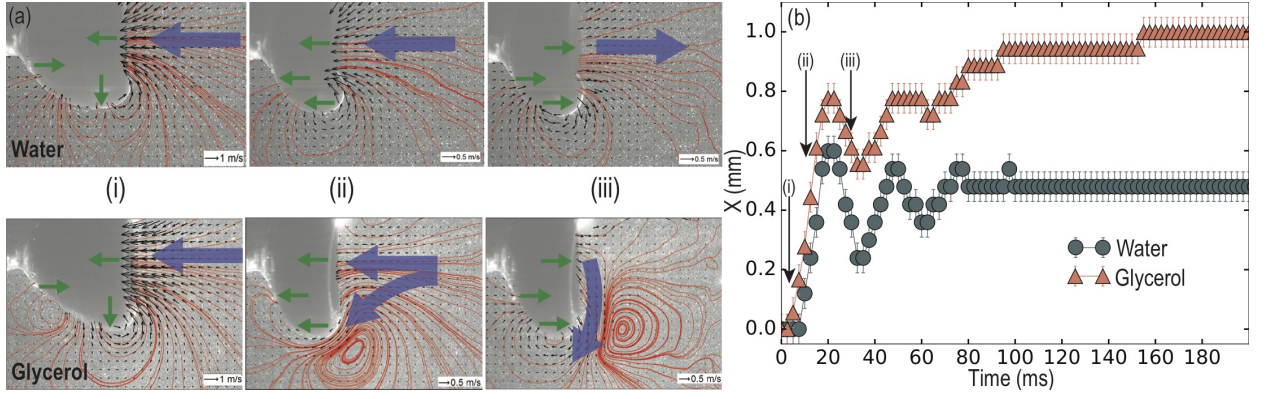 (a)
Water
1 m/s
0.5 m/s
0.5 m/s
(i)
(ii)
(iii)
Glycerol
1 m/s
0.5 m/s
0.5 m/s
(b)
1.0
0.8
0.6
0.4
0.2
0.0
X (mm)
(i)
(ii)
(iii)
Water
Glycerol
0 20 40 60 80 100 120 140 160 180
Time (ms)